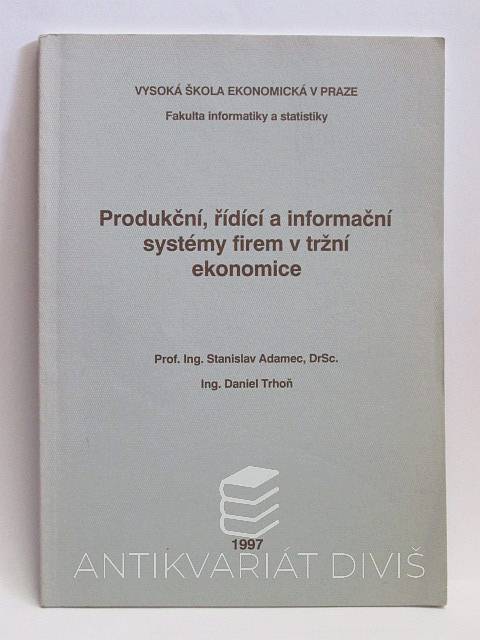 VYSOKÁ ŠKOLA EKONOMICKÁ V PRAZE
Fakulta informatiky a statistiky
Produkční, řídící a informační
systémy firem v tržní
ekonomice
Prof. Ing. Stanislav Adamec, DrSc.
Ing. Daniel Trhoň
1997
ANTIKVARIÁT DIVIŠ